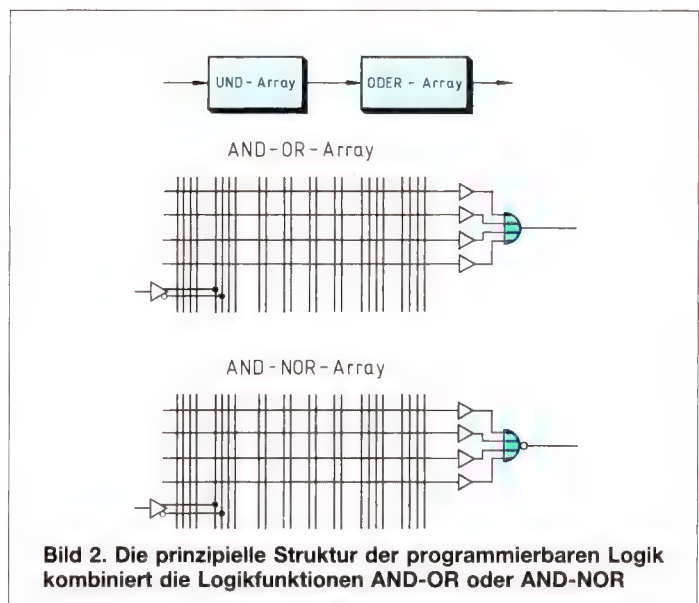 UND-Array
ODER-Array
AND-OR-Array
AND-NOR-Array
Bild 2. Die prinzipielle Struktur der programmierbaren Logik
kombiniert die Logikfunktionen AND-OR oder AND-NOR